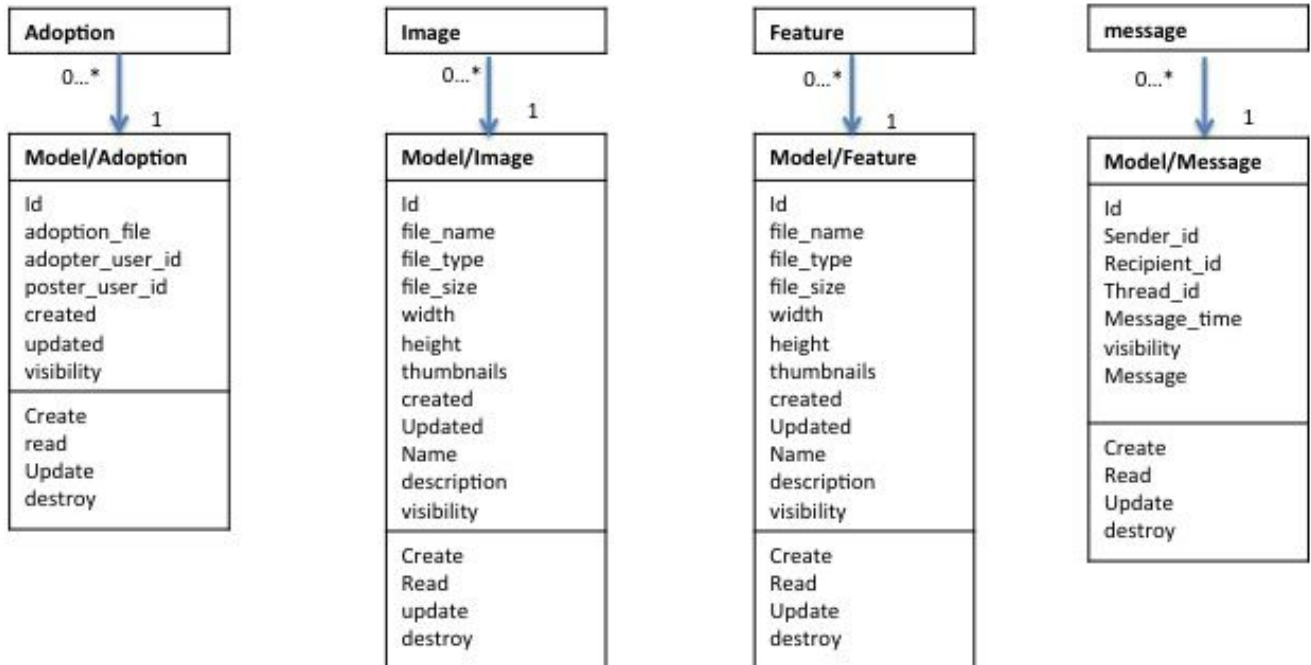 Adoption
0...*
1
Model/Adoption
Id
adoption_file
adopter_user_id
poster_user_id
created
updated
visibility
Create
read
Update
destroy
Image
0...*
1
Model/Image
Id
file_name
file_type
file_size
width
height
thumbnails
created
Updated
Name
description
visibility
Create
Read
update
destroy
Feature
0...*
1
Model/Feature
Id
file_name
file_type
file_size
width
height
thumbnails
created
Updated
Name
description
visibility
Create
Read
Update
destroy
message
0...*
1
Model/Message
Id
Sender_id
Recipient_id
Thread_id
Message_time
visibility
Message
Create
Read
Update
destroy